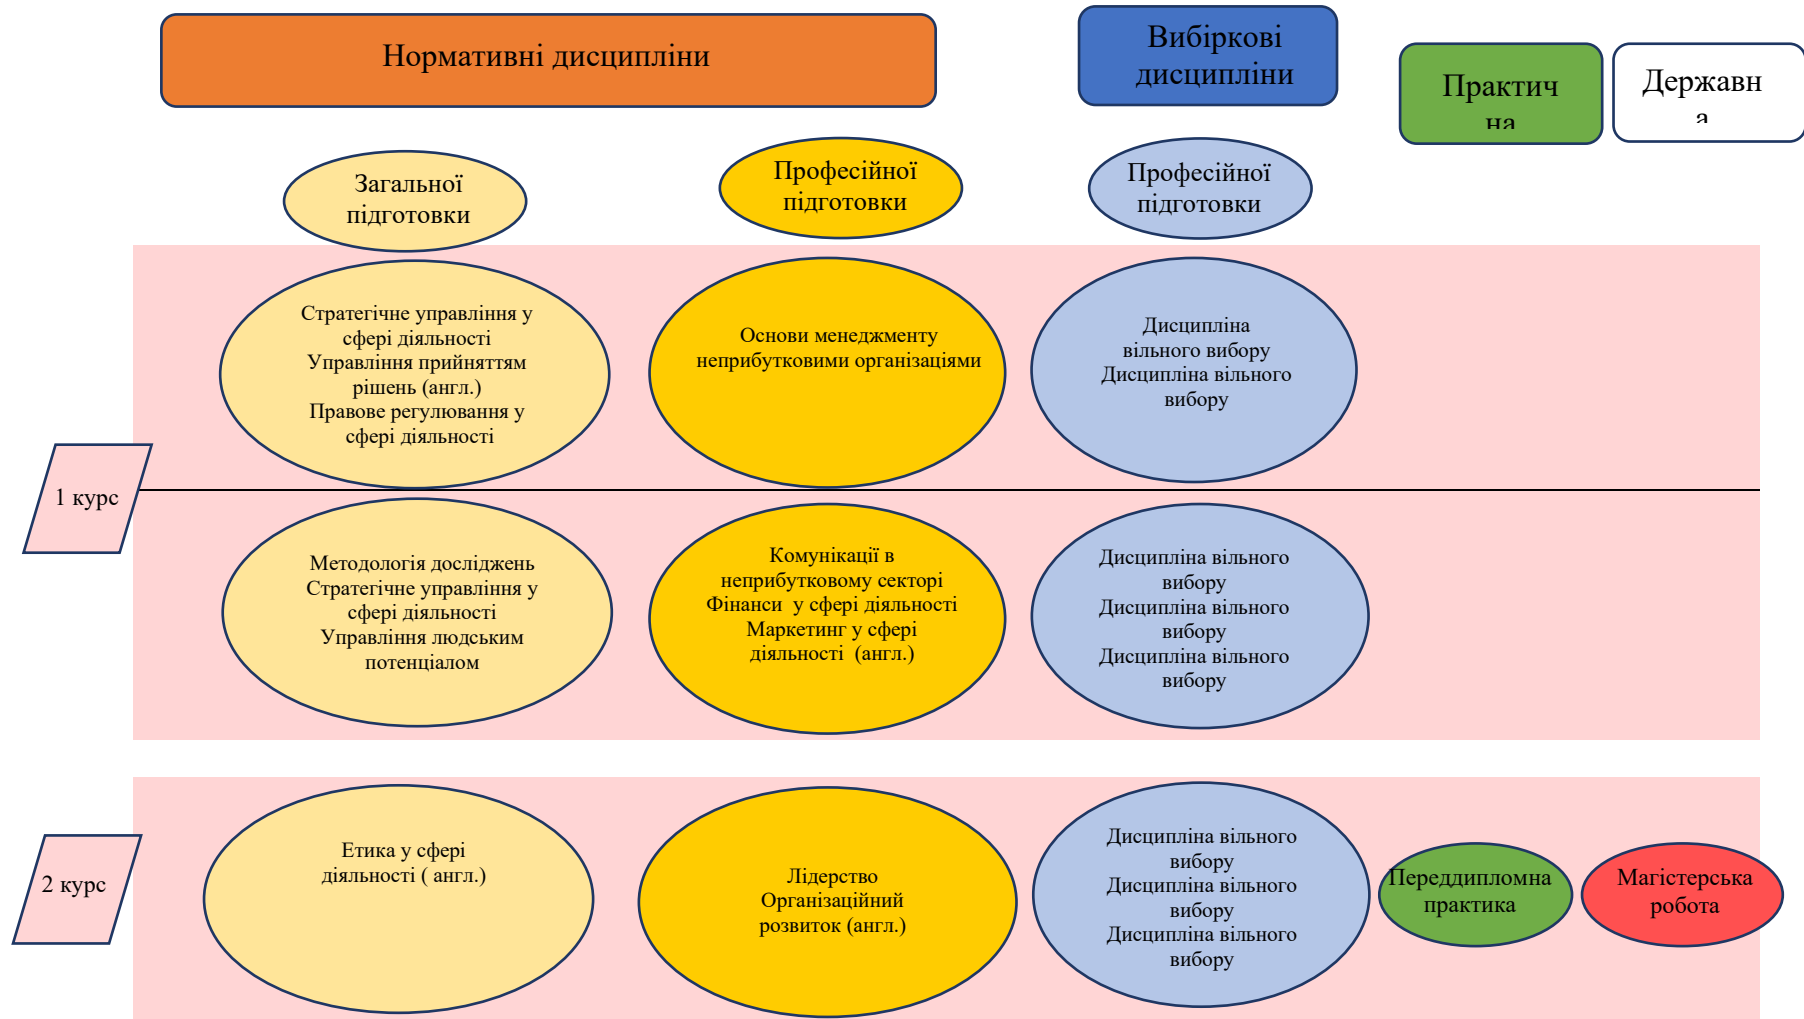 Нормативні дисципліни
Вибіркові
дисципліни
Практич
на
Державн
а
Загальної
підготовки
Професійної
підготовки
Професійної
підготовки
1 курс
Стратегічне управління у
сфері діяльності
Управління прийняттям
рішень (англ.)
Правове регулювання у
сфері діяльності
Основи менеджменту
неприбутковими організаціями
Дисципліна
вільного вибору
Дисципліна вільного
вибору
Методологія досліджень
Стратегічне управління у
сфері діяльності
Управління людським
потенціалом
Комунікації в
неприбутковому секторі
Фінанси  у сфері діяльності
Маркетинг у сфері
діяльності  (англ.)
Дисципліна вільного
вибору
Дисципліна вільного
вибору
Дисципліна вільного
вибору
2 курс
Етика у сфері
діяльності ( англ.)
Лідерство
Організаційний
розвиток (англ.)
Дисципліна вільного
вибору
Дисципліна вільного
вибору
Дисципліна вільного
вибору
Переддипломна
практика
Магістерська
робота